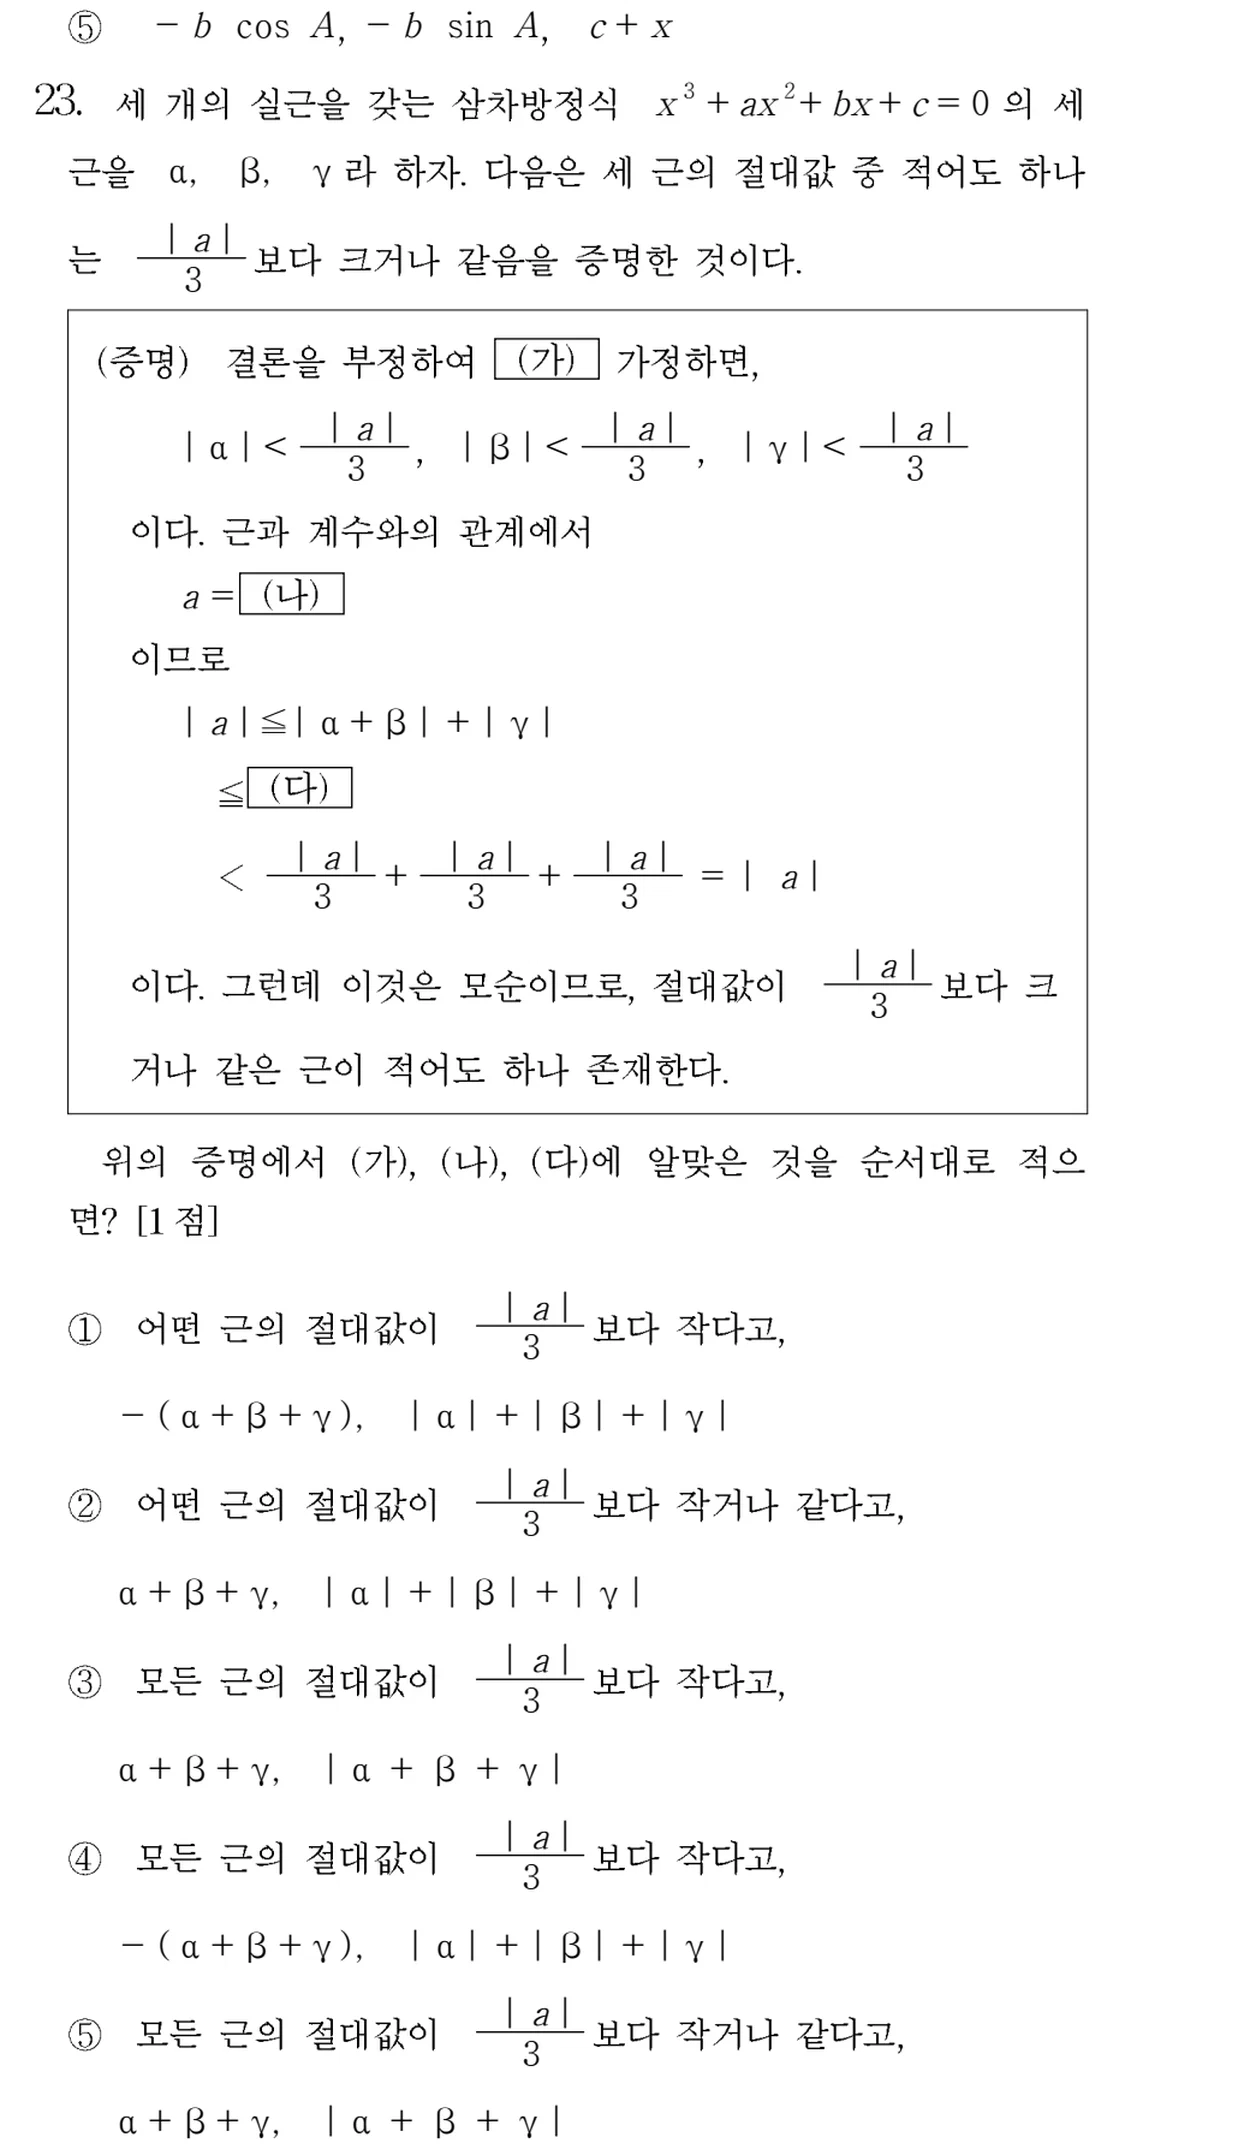 ⑤ − b cos A, − b sin A, c + x
23. 세 개의 실근을 갖는 삼차방정식 x³ + ax² + bx + c = 0 의 세
근을 α, β, γ 라 하자. 다음은 세 근의 절대값 중 적어도 하나
는 |a|/3 보다 크거나 같음을 증명한 것이다.
(증명) 결론을 부정하여 (가) 가정하면,
|α| < |a|/3, |β| < |a|/3, |γ| < |a|/3
이다. 근과 계수와의 관계에서
a = (나)
이므로
|a| ≦ |α + β| + |γ|
≦ (다)
< |a|/3 + |a|/3 + |a|/3 = |a|
이다. 그런데 이것은 모순이므로, 절대값이 |a|/3 보다 크
거나 같은 근이 적어도 하나 존재한다.
위의 증명에서 (가), (나), (다)에 알맞은 것을 순서대로 적으
면? [1점]
① 어떤 근의 절대값이 |a|/3 보다 작다고,
−(α + β + γ), |α| + |β| + |γ|
② 어떤 근의 절대값이 |a|/3 보다 작거나 같다고,
α + β + γ, |α| + |β| + |γ|
③ 모든 근의 절대값이 |a|/3 보다 작다고,
α + β + γ, |α + β + γ|
④ 모든 근의 절대값이 |a|/3 보다 작다고,
−(α + β + γ), |α| + |β| + |γ|
⑤ 모든 근의 절대값이 |a|/3 보다 작거나 같다고,
α + β + γ, |α + β + γ|